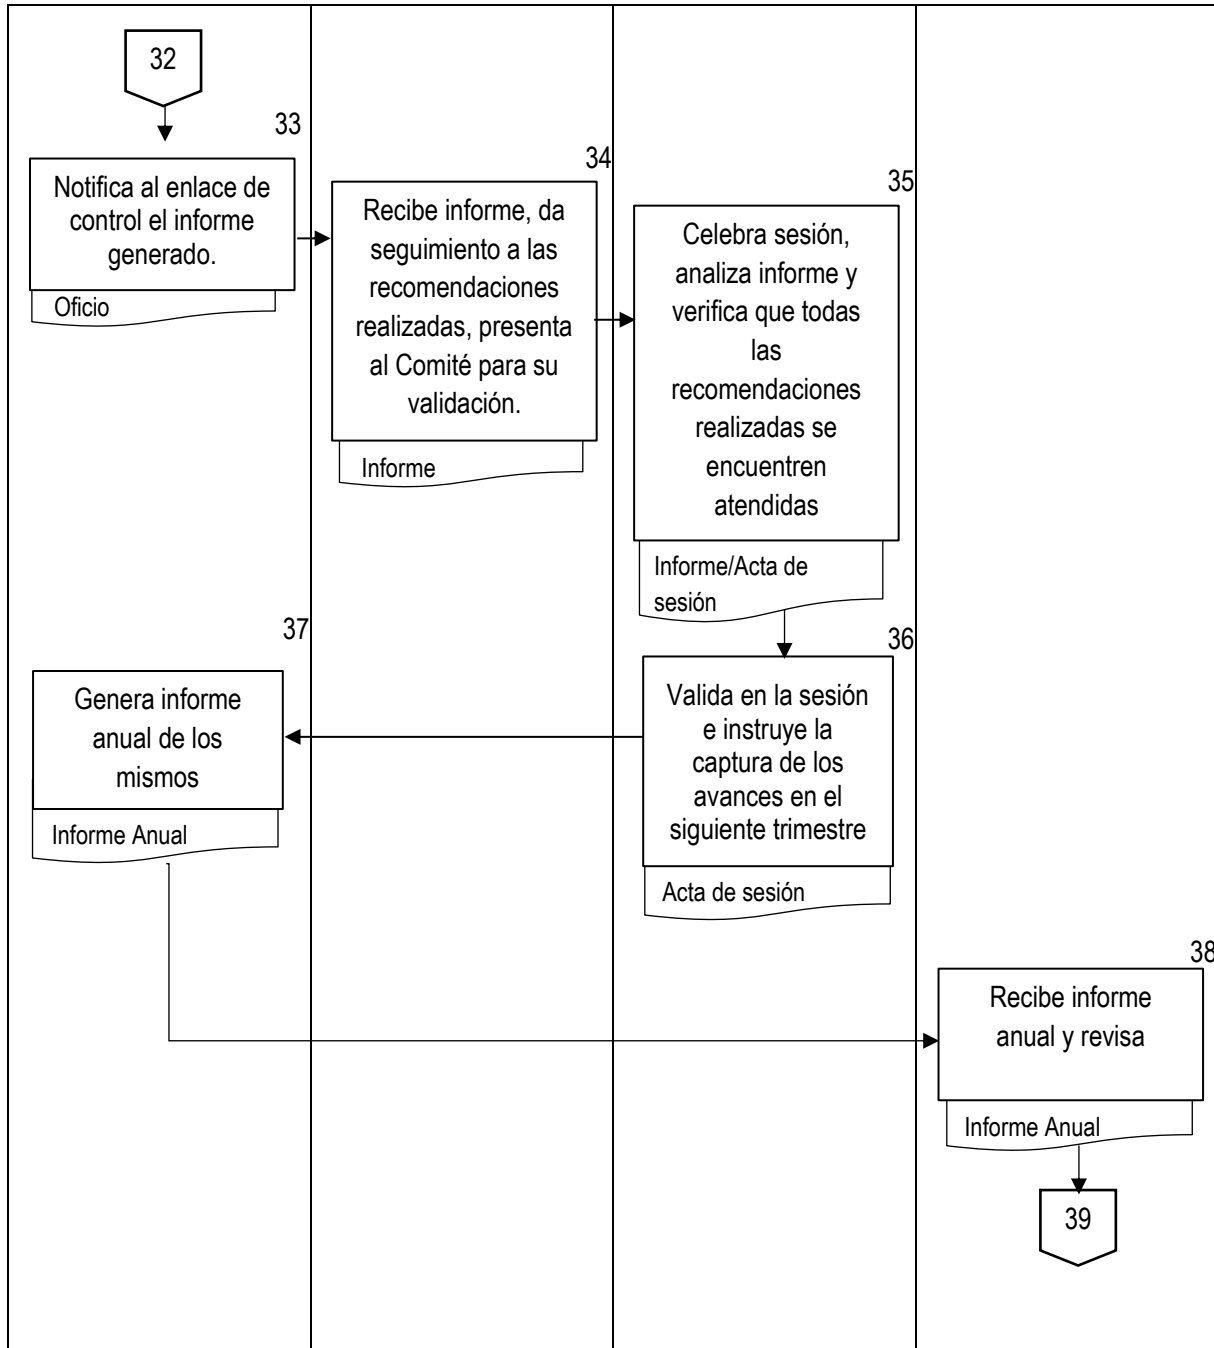 32
33
Notifica al enlace de
control el informe
generado.
Oficio
34
Recibe informe, da
seguimiento a las
recomendaciones
realizadas, presenta
al Comité para su
validación.
Informe
35
Celebra sesión,
analiza informe y
verifica que todas
las
recomendaciones
realizadas se
encuentren
atendidas
Informe/Acta de
sesión
36
Valida en la sesión
e instruye la
captura de los
avances en el
siguiente trimestre
Acta de sesión
37
Genera informe
anual de los
mismos
Informe Anual
38
Recibe informe
anual y revisa
Informe Anual
39